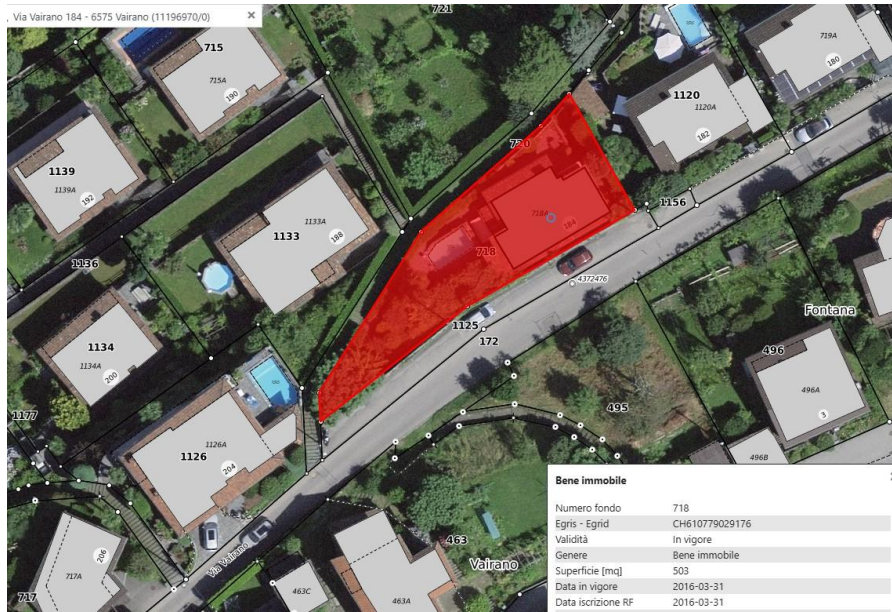 , Via Vairano 184 - 6575 Vairano (11196970/0) ×
721
715
715A
190
719A
180
1120
1120A
182
1139
1139A
192
720
1133A
1133
188
718A
184
1156
718
1136
4372476
1125
172
Fontana
1134
1134A
200
496
495
496A
3
1177
1126A
1126
204
496B
Via Vairano
463
Vairano
206
717A
717
463C
463A
Bene immobile
Numero fondo 718
Egris - Egrid CH610779029176
Validità In vigore
Genere Bene immobile
Superficie [mq] 503
Data in vigore 2016-03-31
Data iscrizione RF 2016-03-31